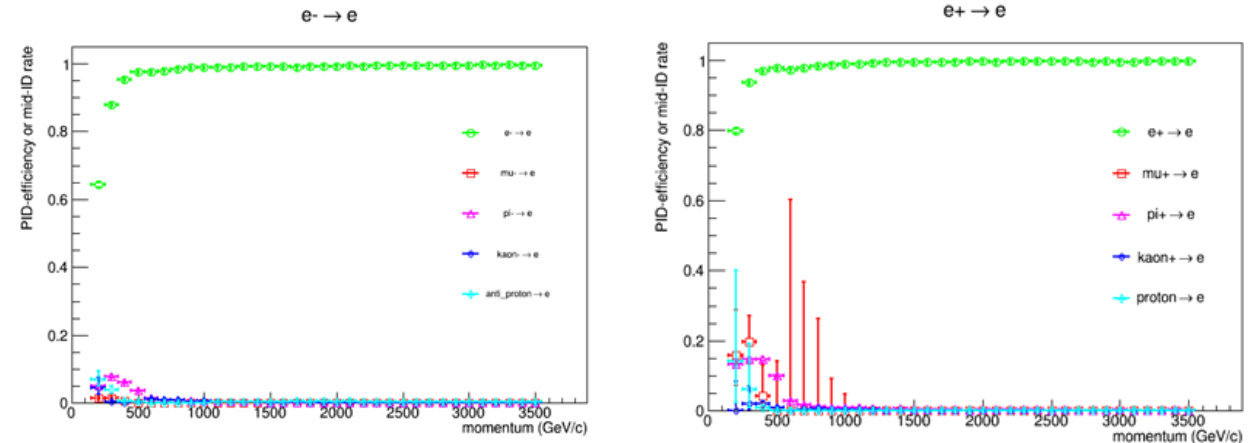 e- → e
PID-efficiency or mid-ID rate
1
0.8
0.6
0.4
0.2
0
e- → e
mu- → e
pi- → e
kaon- → e
anti_proton → e
0 500 1000 1500 2000 2500 3000 3500
momentum (GeV/c)
e+ → e
PID-efficiency or mid-ID rate
1
0.8
0.6
0.4
0.2
0
e+ → e
mu+ → e
pi+ → e
kaon+ → e
proton → e
0 500 1000 1500 2000 2500 3000 3500
momentum (GeV/c)